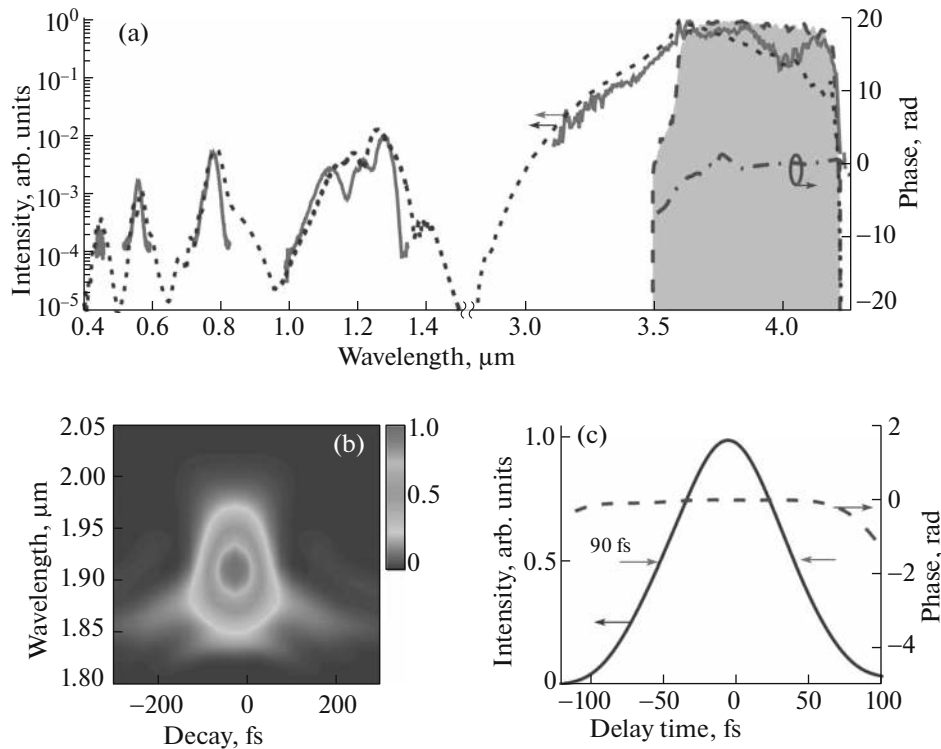 (a)
Intensity, arb. units
10⁰
10⁻¹
10⁻²
10⁻³
10⁻⁴
10⁻⁵
0.4 0.6 0.8 1.0 1.2 1.4 3.0 3.5 4.0
Wavelength, μm
20
10
0
−10
−20
Phase, rad
(b)
Wavelength, μm
2.05
2.00
1.95
1.90
1.85
1.80
−200 0 200
Decay, fs
1.0
0.5
0
(c)
Intensity, arb. units
1.0
0.5
0
90 fs
−100 −50 0 50 100
Delay time, fs
2
0
−2
−4
Phase, rad